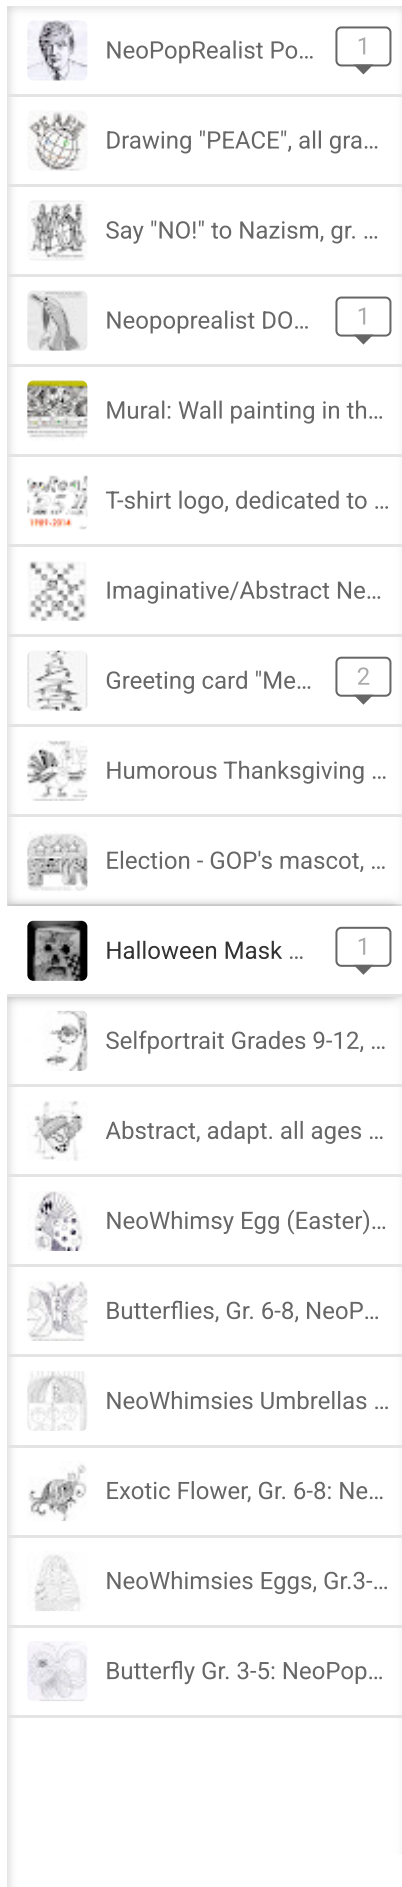 NeoPopRealist Po...
1
Drawing "PEACE", all gra...
Say "NO!" to Nazism, gr. ...
Neopoprealist DO...
1
Mural: Wall painting in th...
T-shirt logo, dedicated to ...
1989-2014
Imaginative/Abstract Ne...
Greeting card "Me...
2
Humorous Thanksgiving ...
Election - GOP's mascot, ...
Halloween Mask ...
1
Selfportrait Grades 9-12, ...
Abstract, adapt. all ages ...
NeoWhimsy Egg (Easter)...
Butterflies, Gr. 6-8, NeoP...
NeoWhimsies Umbrellas ...
Exotic Flower, Gr. 6-8: Ne...
NeoWhimsies Eggs, Gr.3-...
Butterfly Gr. 3-5: NeoPop...